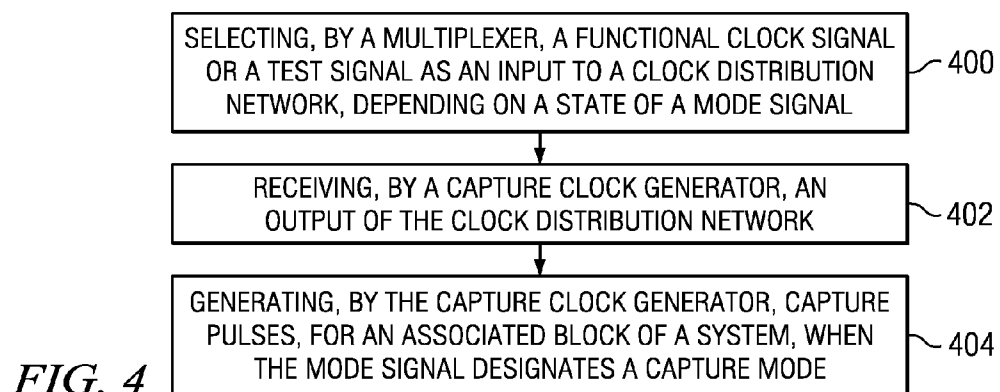 SELECTING, BY A MULTIPLEXER, A FUNCTIONAL CLOCK SIGNAL
OR A TEST SIGNAL AS AN INPUT TO A CLOCK DISTRIBUTION
NETWORK, DEPENDING ON A STATE OF A MODE SIGNAL
400
RECEIVING, BY A CAPTURE CLOCK GENERATOR, AN
OUTPUT OF THE CLOCK DISTRIBUTION NETWORK
402
GENERATING, BY THE CAPTURE CLOCK GENERATOR, CAPTURE
PULSES, FOR AN ASSOCIATED BLOCK OF A SYSTEM, WHEN
THE MODE SIGNAL DESIGNATES A CAPTURE MODE
404
FIG. 4